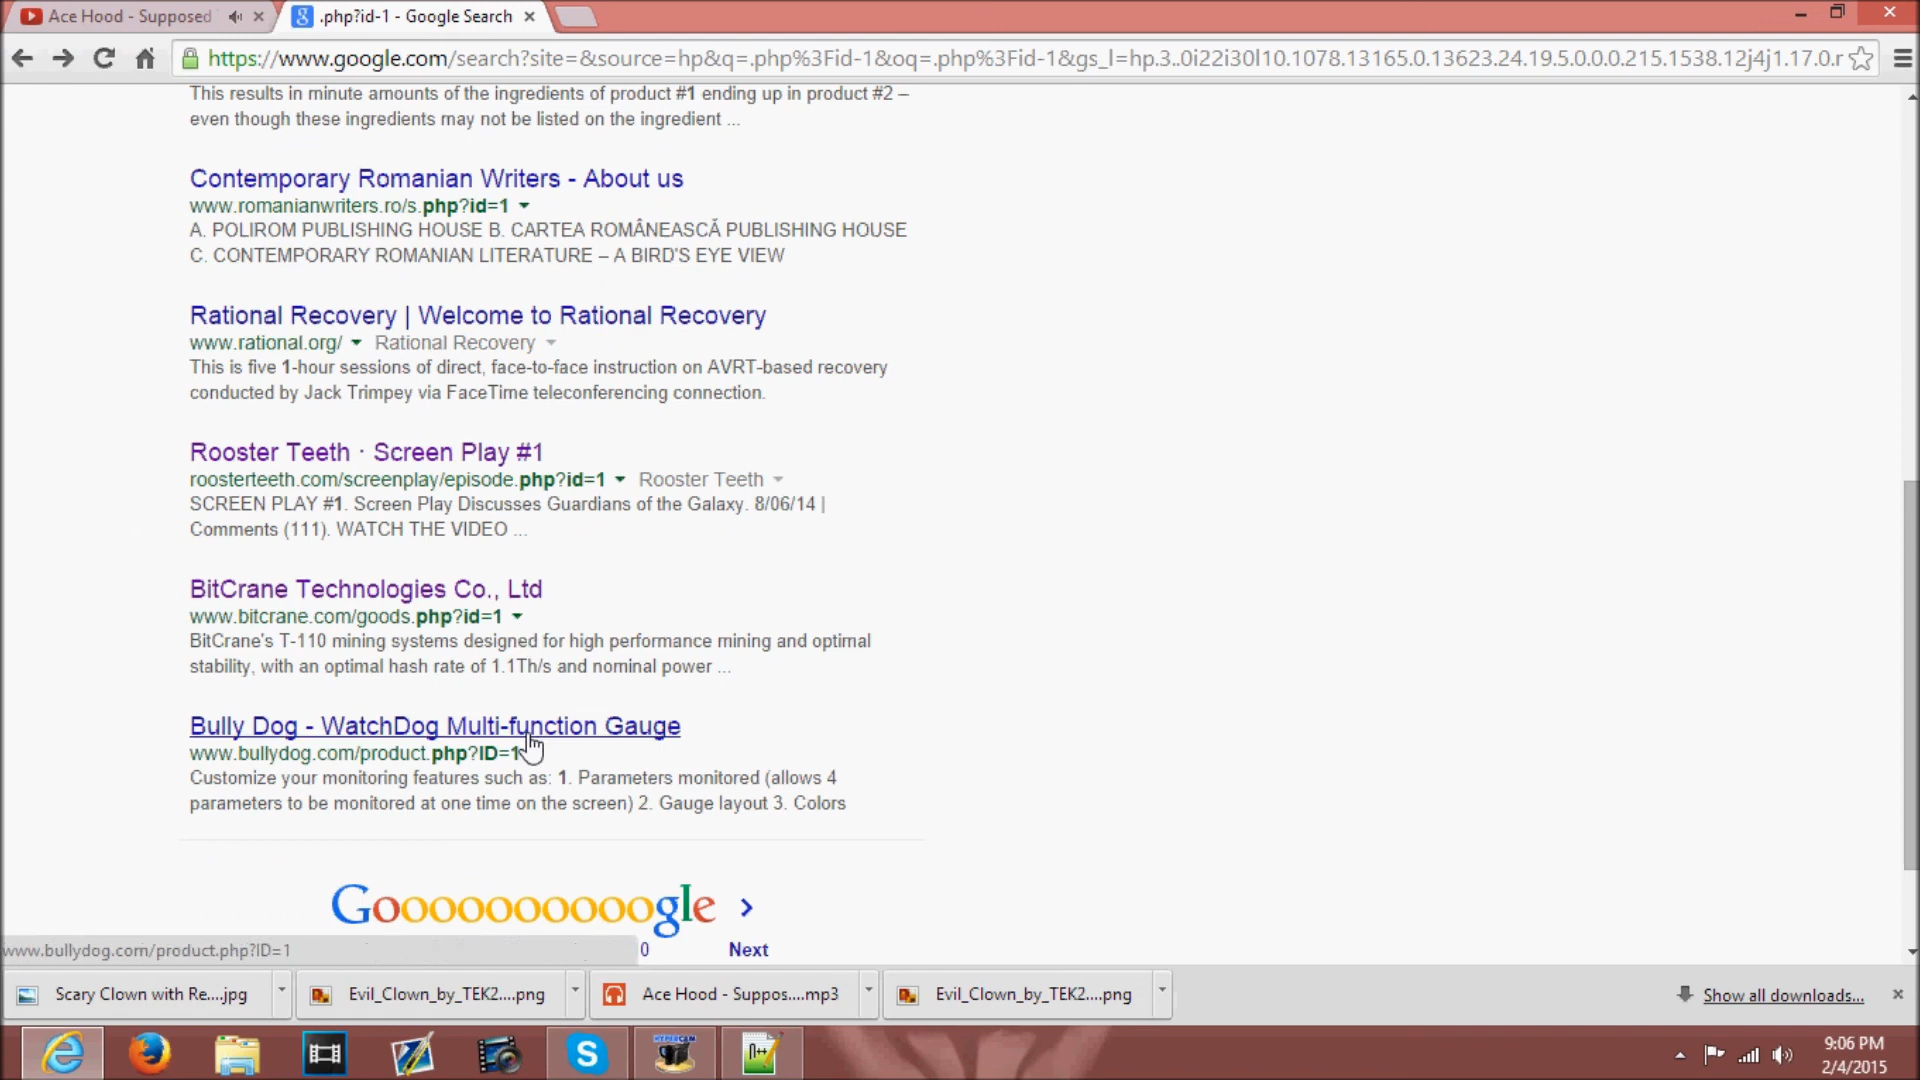 Ace Hood - Supposed
.php?id-1 - Google Search
https://www.google.com/search?site=&source=hp&q=.php%3Fid-1&oq=.php%3Fid-1&gs_l=hp.3..0i22i30l10.1078.13165.0.13623.24.19.5.0.0.0.215.1538.12j4j1.17.0.r
This results in minute amounts of the ingredients of product #1 ending up in product #2 –
even though these ingredients may not be listed on the ingredient ...
Contemporary Romanian Writers - About us
www.romanianwriters.ro/s.php?id=1
A. POLIROM PUBLISHING HOUSE B. CARTEA ROMÂNEASCĂ PUBLISHING HOUSE
C. CONTEMPORARY ROMANIAN LITERATURE – A BIRD'S EYE VIEW
Rational Recovery | Welcome to Rational Recovery
www.rational.org/ Rational Recovery
This is five 1-hour sessions of direct, face-to-face instruction on AVRT-based recovery
conducted by Jack Trimpey via FaceTime teleconferencing connection.
Rooster Teeth · Screen Play #1
roosterteeth.com/screenplay/episode.php?id=1 Rooster Teeth
SCREEN PLAY #1. Screen Play Discusses Guardians of the Galaxy. 8/06/14 |
Comments (111). WATCH THE VIDEO ...
BitCrane Technologies Co., Ltd
www.bitcrane.com/goods.php?id=1
BitCrane's T-110 mining systems designed for high performance mining and optimal
stability, with an optimal hash rate of 1.1Th/s and nominal power ...
Bully Dog - WatchDog Multi-function Gauge
www.bullydog.com/product.php?ID=1
Customize your monitoring features such as: 1. Parameters monitored (allows 4
parameters to be monitored at one time on the screen) 2. Gauge layout 3. Colors
Goooooooooogle
www.bullydog.com/product.php?ID=1
0 Next
Scary Clown with Re....jpg
Evil_Clown_by_TEK2....png
Ace Hood - Suppos....mp3
Evil_Clown_by_TEK2....png
Show all downloads...
HYPERCAM
N++
9:06 PM
2/4/2015